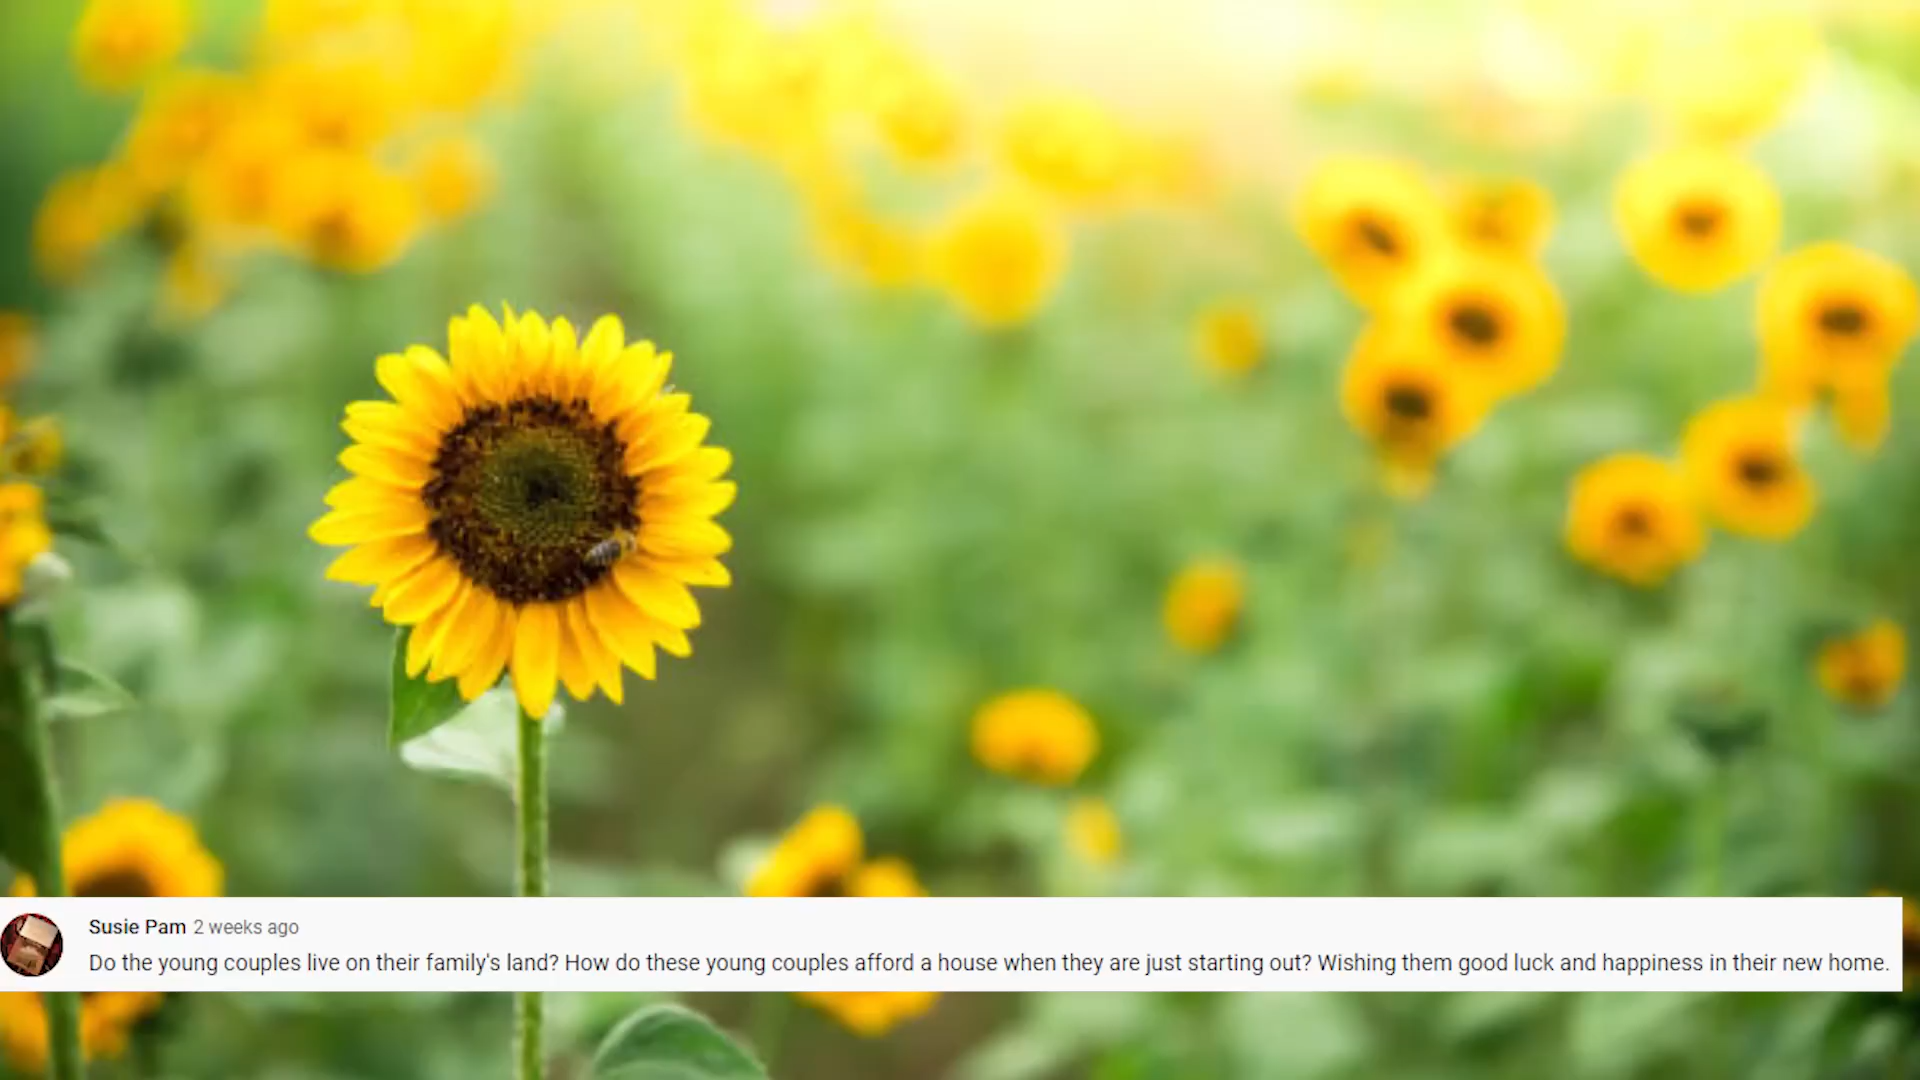 Susie Pam 2 weeks ago
Do the young couples live on their family's land? How do these young couples afford a house when they are just starting out? Wishing them good luck and happiness in their new home.